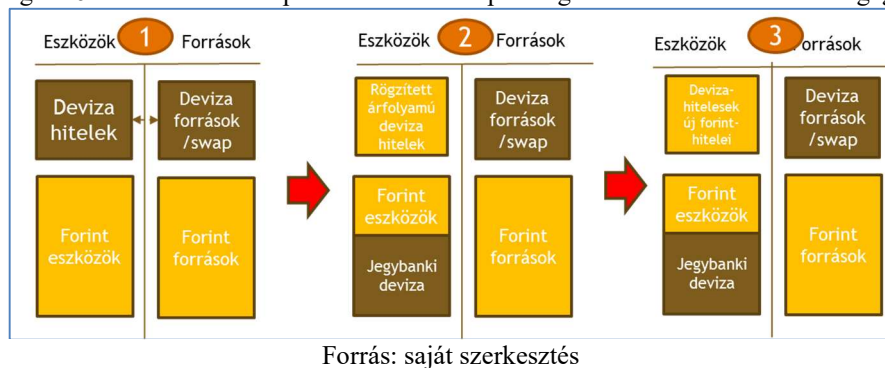 Eszközök 1 Források
Deviza
hitelek
Deviza
források
/swap
Forint
eszközök
Forint
források
Eszközök 2 Források
Rögzített
árfolyamú
deviza
hitelek
Deviza
források
/swap
Forint
eszközök
Jegybanki
deviza
Forint
források
Eszközök 3 orrások
Deviza-
hitelesek
új forint-
hitelei
Deviza
források
/swap
Forint
eszközök
Jegybanki
deviza
Forint
források
Forrás: saját szerkesztés